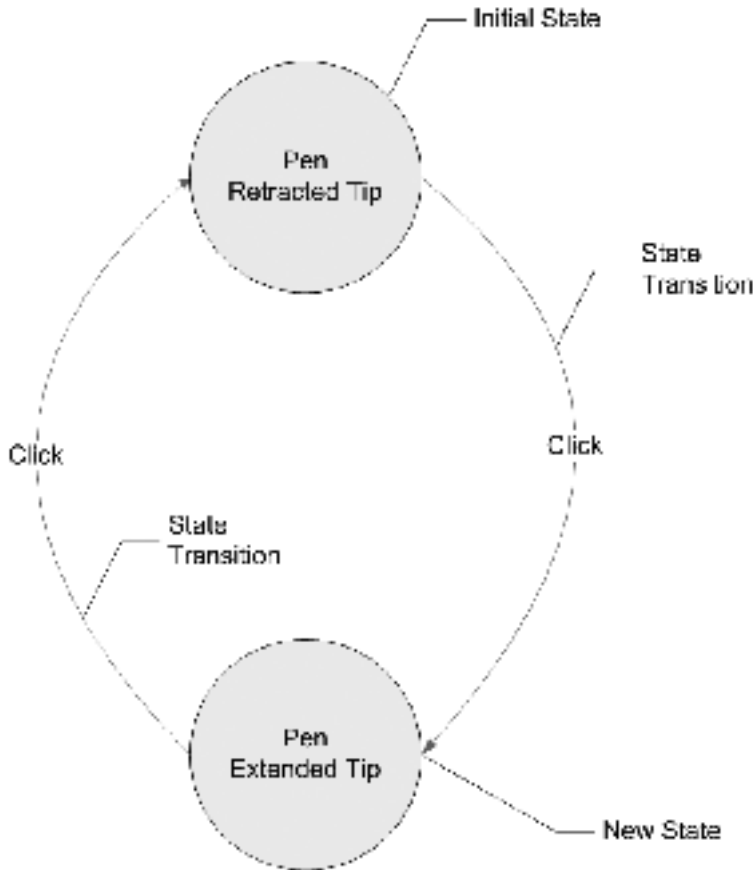 Initial State
Pen
Retracted Tip
State
Transition
Click
Click
State
Transition
Pen
Extended Tip
New State